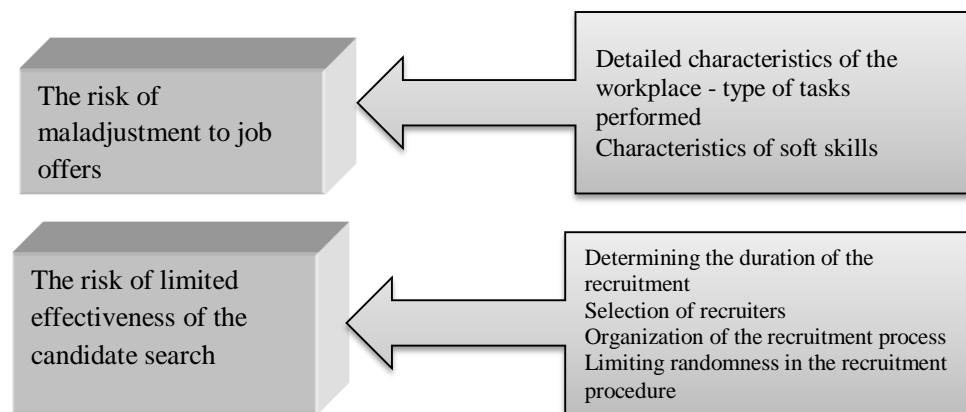 The risk of
maladjustment to job
offers
Detailed characteristics of the
workplace - type of tasks
performed
Characteristics of soft skills
The risk of limited
effectiveness of the
candidate search
Determining the duration of the
recruitment
Selection of recruiters
Organization of the recruitment process
Limiting randomness in the recruitment
procedure